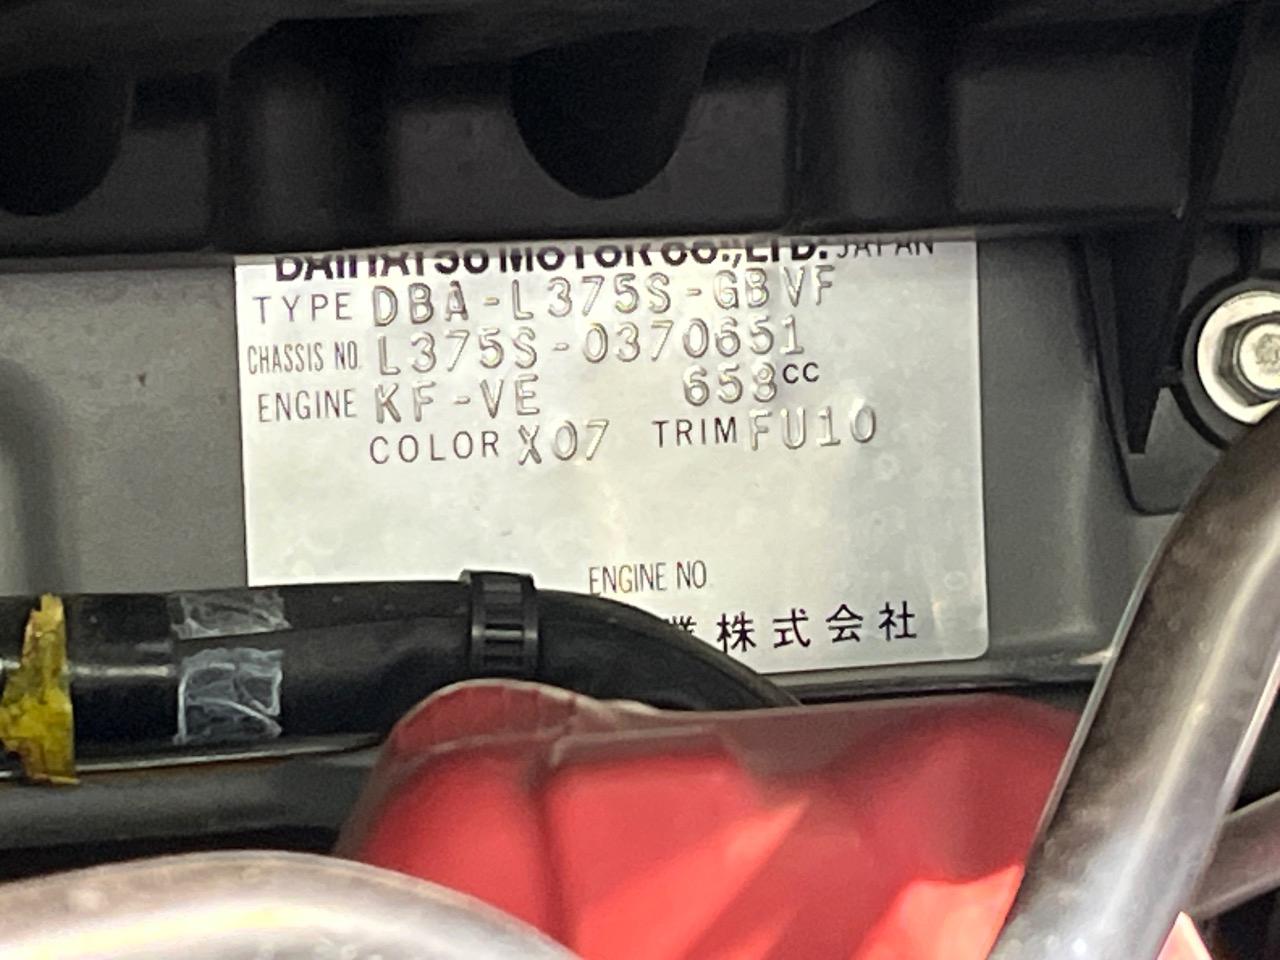 DAIHATSU MOTOR CO.,LTD. JAPAN
TYPE DBA-L375S-GBVF
CHASSIS NO. L375S-0370651
ENGINE KF-VE 658CC
COLOR X07 TRIM FU10
ENGINE NO
業株式会社